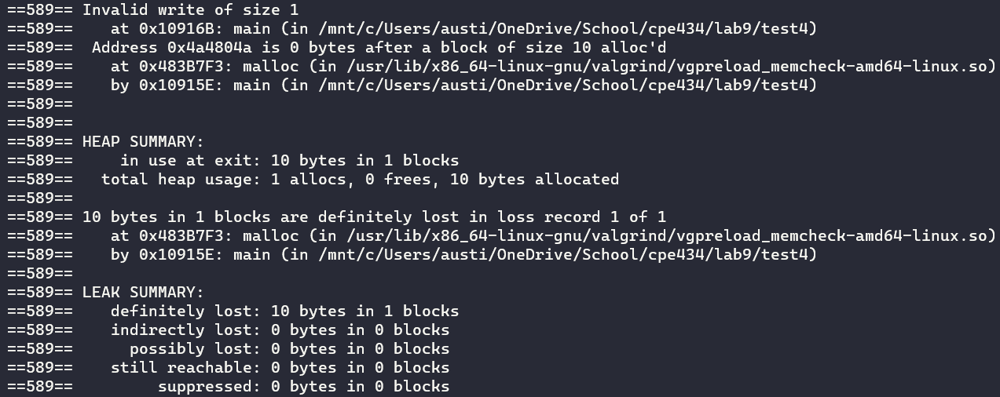 ==589== Invalid write of size 1
==589==    at 0x10916B: main (in /mnt/c/Users/austi/OneDrive/School/cpe434/lab9/test4)
==589==  Address 0x4a4804a is 0 bytes after a block of size 10 alloc'd
==589==    at 0x483B7F3: malloc (in /usr/lib/x86_64-linux-gnu/valgrind/vgpreload_memcheck-amd64-linux.so)
==589==    by 0x10915E: main (in /mnt/c/Users/austi/OneDrive/School/cpe434/lab9/test4)
==589==
==589==
==589== HEAP SUMMARY:
==589==     in use at exit: 10 bytes in 1 blocks
==589==   total heap usage: 1 allocs, 0 frees, 10 bytes allocated
==589==
==589== 10 bytes in 1 blocks are definitely lost in loss record 1 of 1
==589==    at 0x483B7F3: malloc (in /usr/lib/x86_64-linux-gnu/valgrind/vgpreload_memcheck-amd64-linux.so)
==589==    by 0x10915E: main (in /mnt/c/Users/austi/OneDrive/School/cpe434/lab9/test4)
==589==
==589== LEAK SUMMARY:
==589==    definitely lost: 10 bytes in 1 blocks
==589==    indirectly lost: 0 bytes in 0 blocks
==589==      possibly lost: 0 bytes in 0 blocks
==589==    still reachable: 0 bytes in 0 blocks
==589==         suppressed: 0 bytes in 0 blocks